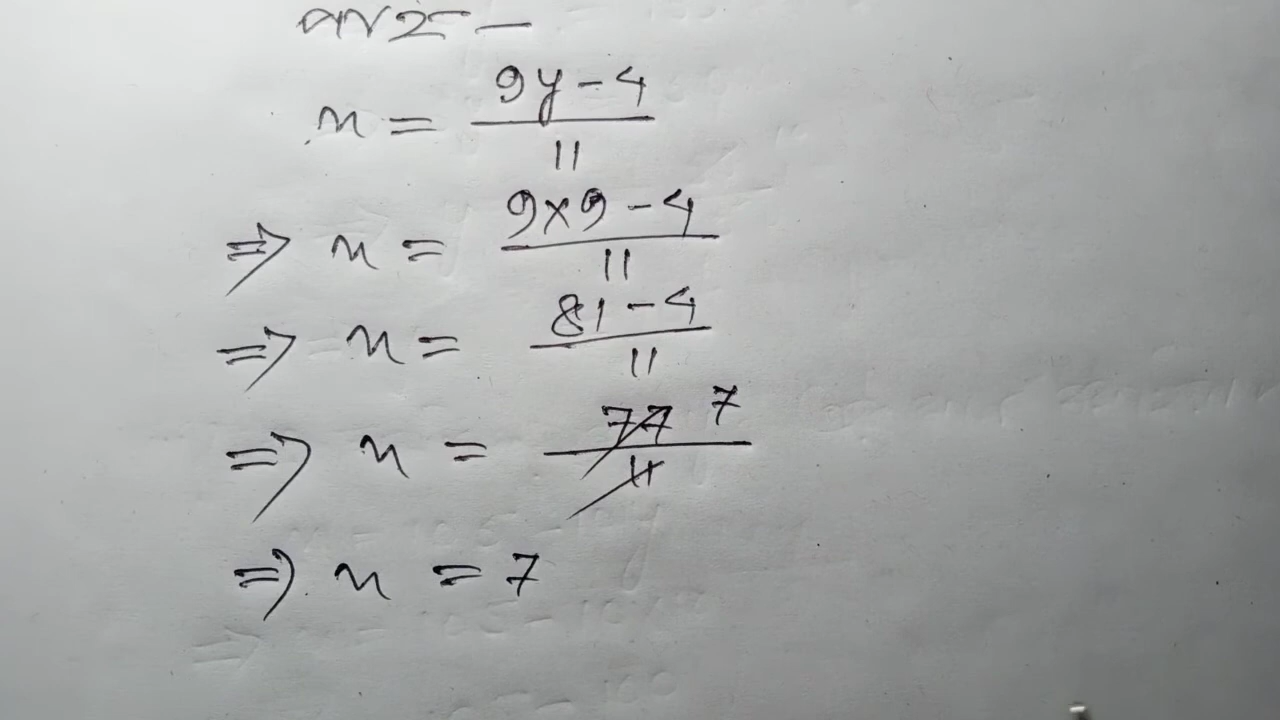 x = 9y - 4 / 11
⇒ x = 9×9 - 4 / 11
⇒ x = 81 - 4 / 11
⇒ x = 77 / 11 7
⇒ x = 7